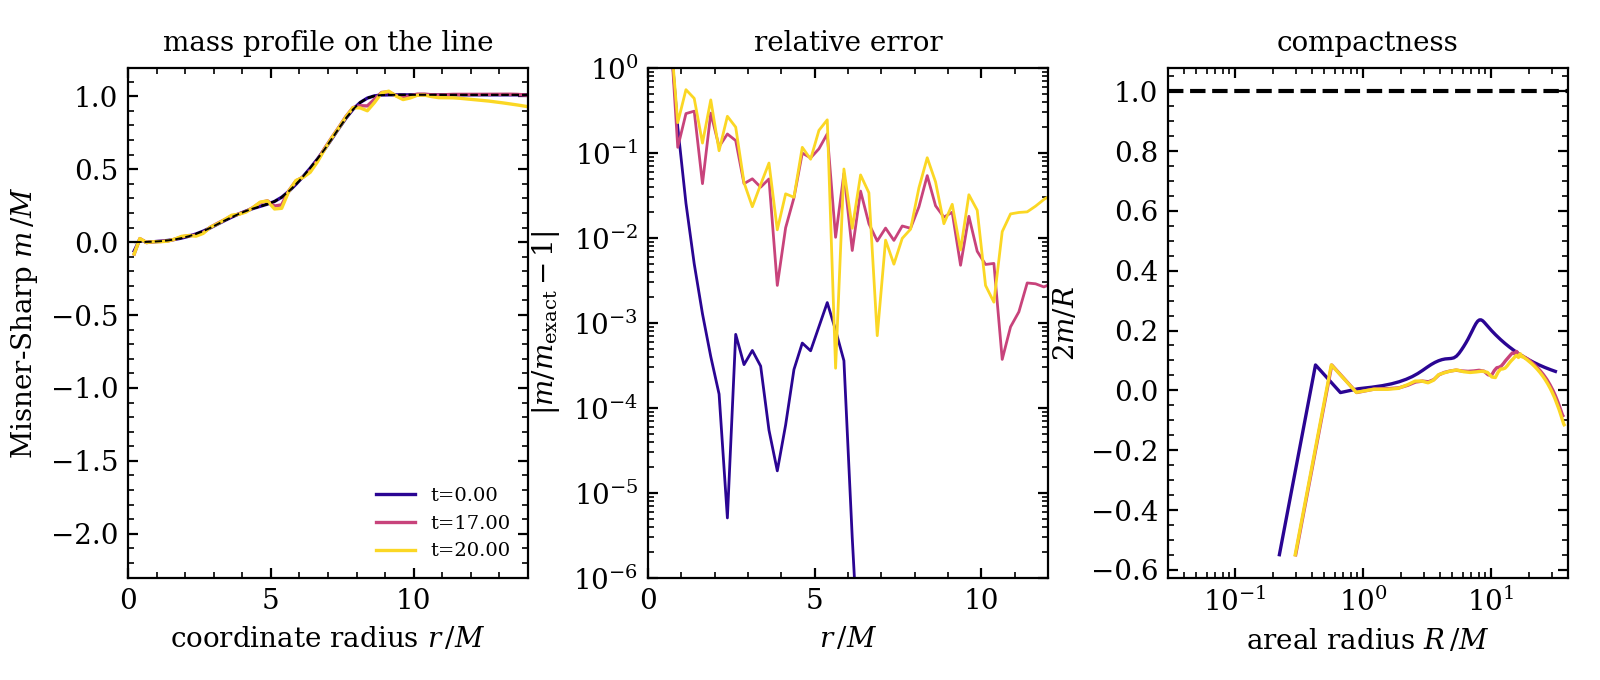 mass profile on the line
Misner-Sharp m/M
1.0
0.5
0.0
−0.5
−1.0
−1.5
−2.0
t=0.00
t=17.00
t=20.00
0 5 10
coordinate radius r/M
relative error
|m/m_exact − 1|
10^0
10^−1
10^−2
10^−3
10^−4
10^−5
10^−6
0 5 10
r/M
compactness
2m/R
1.0
0.8
0.6
0.4
0.2
0.0
−0.2
−0.4
−0.6
10^−1 10^0 10^1
areal radius R/M